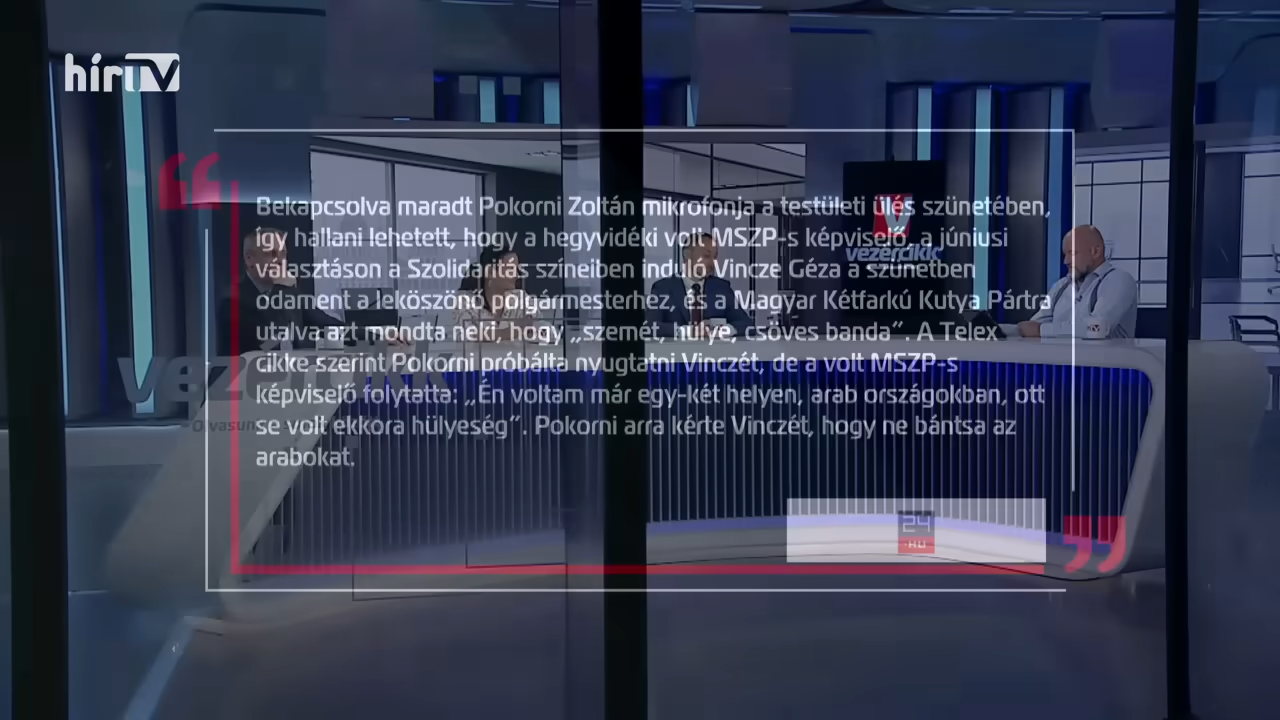 hírTV
Bekapcsolva maradt Pokorni Zoltán mikrofonja a testületi ülés szünetében,
így hallani lehetett, hogy a hegyvidéki volt MSZP-s képviselő, a júniusi
választáson a Szolidaritás színeiben induló Vincze Géza a szünetben
odament a leköszönő polgármesterhez, és a Magyar Kétfarkú Kutya Pártra
utalva azt mondta neki, hogy „szemét, hülye, csöves banda”. A Telex
cikke szerint Pokorni próbálta nyugtatni Vinczét, de a volt MSZP-s
képviselő folytatta: „Én voltam már egy-két helyen, arab országokban, ott
se volt ekkora hülyeség”. Pokorni arra kérte Vinczét, hogy ne bántsa az
arabokat.
vezércikk
vezércikk
24
.HU